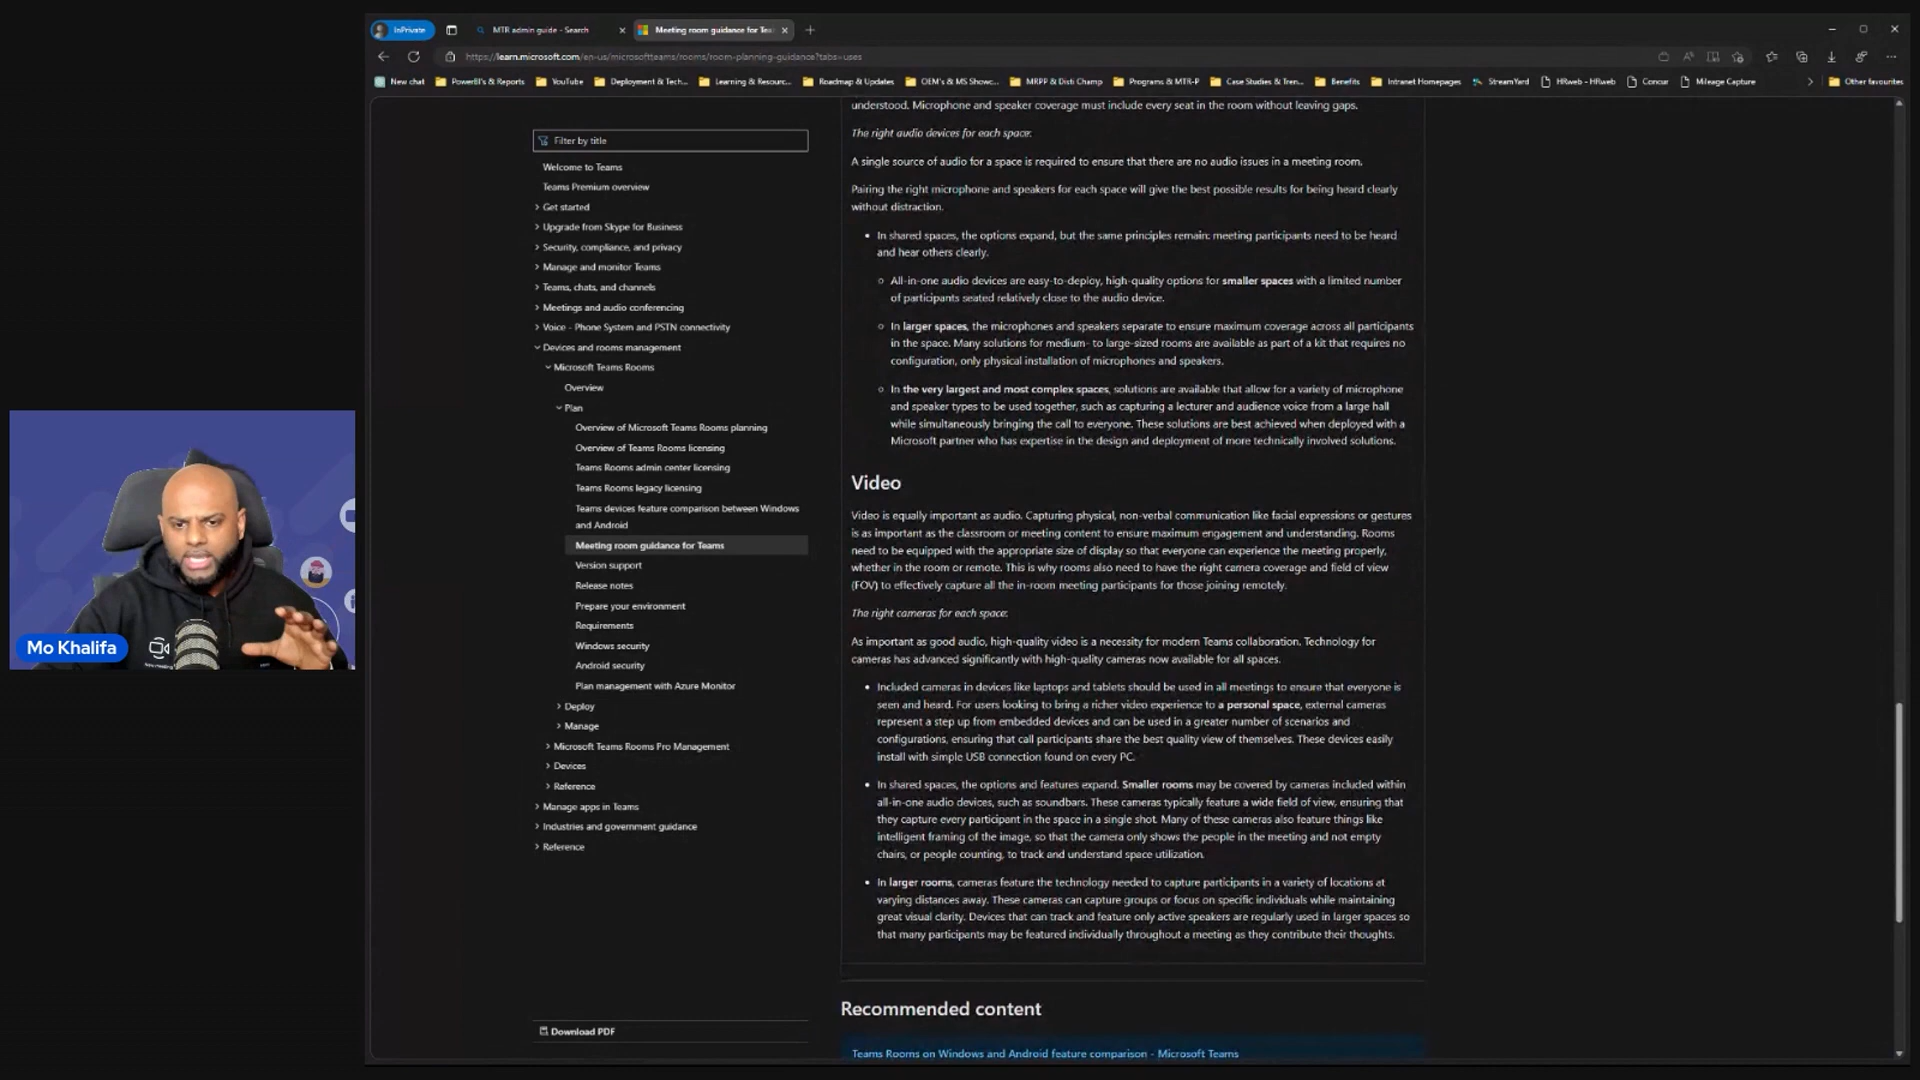 InPrivate
MTR admin guide - Search
Meeting room guidance for Tea
https://learn.microsoft.com/en-us/microsoftteams/rooms/room-planning-guidance?tabs=uses
New chat
PowerBI's & Reports
YouTube
Deployment & Tech...
Learning & Resourc...
Roadmap & Updates
OEM's & MS Showc...
MRPP & Disti Champ
Programs & MTR-P
Case Studies & Tren...
Benefits
Intranet Homepages
StreamYard
HRweb - HRweb
Concur
Mileage Capture
Other favourites
Filter by title
Welcome to Teams
Teams Premium overview
Get started
Upgrade from Skype for Business
Security, compliance, and privacy
Manage and monitor Teams
Teams, chats, and channels
Meetings and audio conferencing
Voice - Phone System and PSTN connectivity
Devices and rooms management
Microsoft Teams Rooms
Overview
Plan
Overview of Microsoft Teams Rooms planning
Overview of Teams Rooms licensing
Teams Rooms admin center licensing
Teams Rooms legacy licensing
Teams devices feature comparison between Windows
and Android
Meeting room guidance for Teams
Version support
Release notes
Prepare your environment
Requirements
Windows security
Android security
Plan management with Azure Monitor
Deploy
Manage
Microsoft Teams Rooms Pro Management
Devices
Reference
Manage apps in Teams
Industries and government guidance
Reference
Download PDF
understood. Microphone and speaker coverage must include every seat in the room without leaving gaps.
The right audio devices for each space:
A single source of audio for a space is required to ensure that there are no audio issues in a meeting room.
Pairing the right microphone and speakers for each space will give the best possible results for being heard clearly
without distraction.
In shared spaces, the options expand, but the same principles remain: meeting participants need to be heard
and hear others clearly.
All-in-one audio devices are easy-to-deploy, high-quality options for smaller spaces with a limited number
of participants seated relatively close to the audio device.
In larger spaces, the microphones and speakers separate to ensure maximum coverage across all participants
in the space. Many solutions for medium- to large-sized rooms are available as part of a kit that requires no
configuration, only physical installation of microphones and speakers.
In the very largest and most complex spaces, solutions are available that allow for a variety of microphone
and speaker types to be used together, such as capturing a lecturer and audience voice from a large hall
while simultaneously bringing the call to everyone. These solutions are best achieved when deployed with a
Microsoft partner who has expertise in the design and deployment of more technically involved solutions.
Video
Video is equally important as audio. Capturing physical, non-verbal communication like facial expressions or gestures
is as important as the classroom or meeting content to ensure maximum engagement and understanding. Rooms
need to be equipped with the appropriate size of display so that everyone can experience the meeting properly,
whether in the room or remote. This is why rooms also need to have the right camera coverage and field of view
(FOV) to effectively capture all the in-room meeting participants for those joining remotely.
The right cameras for each space:
As important as good audio, high-quality video is a necessity for modern Teams collaboration. Technology for
cameras has advanced significantly with high-quality cameras now available for all spaces.
Included cameras in devices like laptops and tablets should be used in all meetings to ensure that everyone is
seen and heard. For users looking to bring a richer video experience to a personal space, external cameras
represent a step up from embedded devices and can be used in a greater number of scenarios and
configurations, ensuring that call participants share the best quality view of themselves. These devices easily
install with simple USB connection found on every PC.
In shared spaces, the options and features expand. Smaller rooms may be covered by cameras included within
all-in-one audio devices, such as soundbars. These cameras typically feature a wide field of view, ensuring that
they capture every participant in the space in a single shot. Many of these cameras also feature things like
intelligent framing of the image, so that the camera only shows the people in the meeting and not empty
chairs, or people counting, to track and understand space utilization.
In larger rooms, cameras feature the technology needed to capture participants in a variety of locations at
varying distances away. These cameras can capture groups or focus on specific individuals while maintaining
great visual clarity. Devices that can track and feature only active speakers are regularly used in larger spaces so
that many participants may be featured individually throughout a meeting as they contribute their thoughts.
Recommended content
Teams Rooms on Windows and Android feature comparison - Microsoft Teams
Mo Khalifa